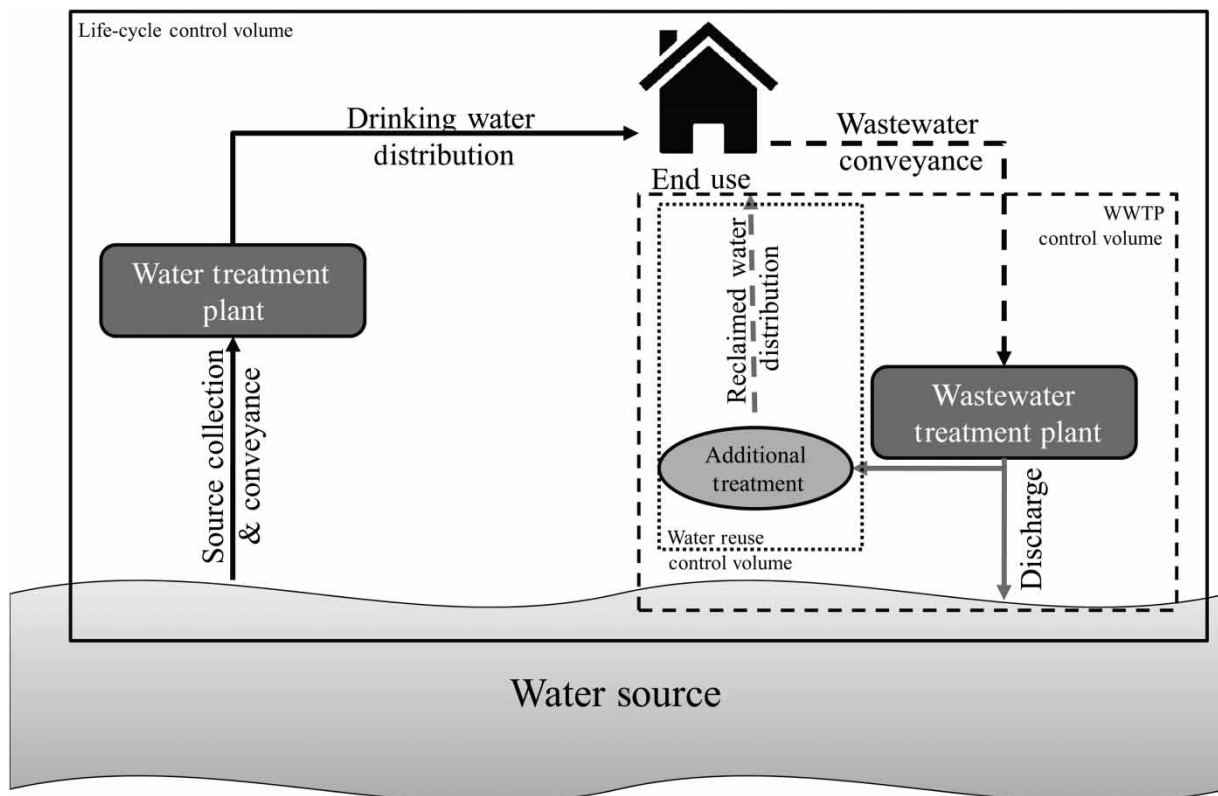 Life-cycle control volume
Drinking water
distribution
Wastewater
conveyance
End use
WWTP
control volume
Water treatment
plant
Reclaimed water
distribution
Source collection
& conveyance
Wastewater
treatment plant
Additional
treatment
Discharge
Water reuse
control volume
Water source